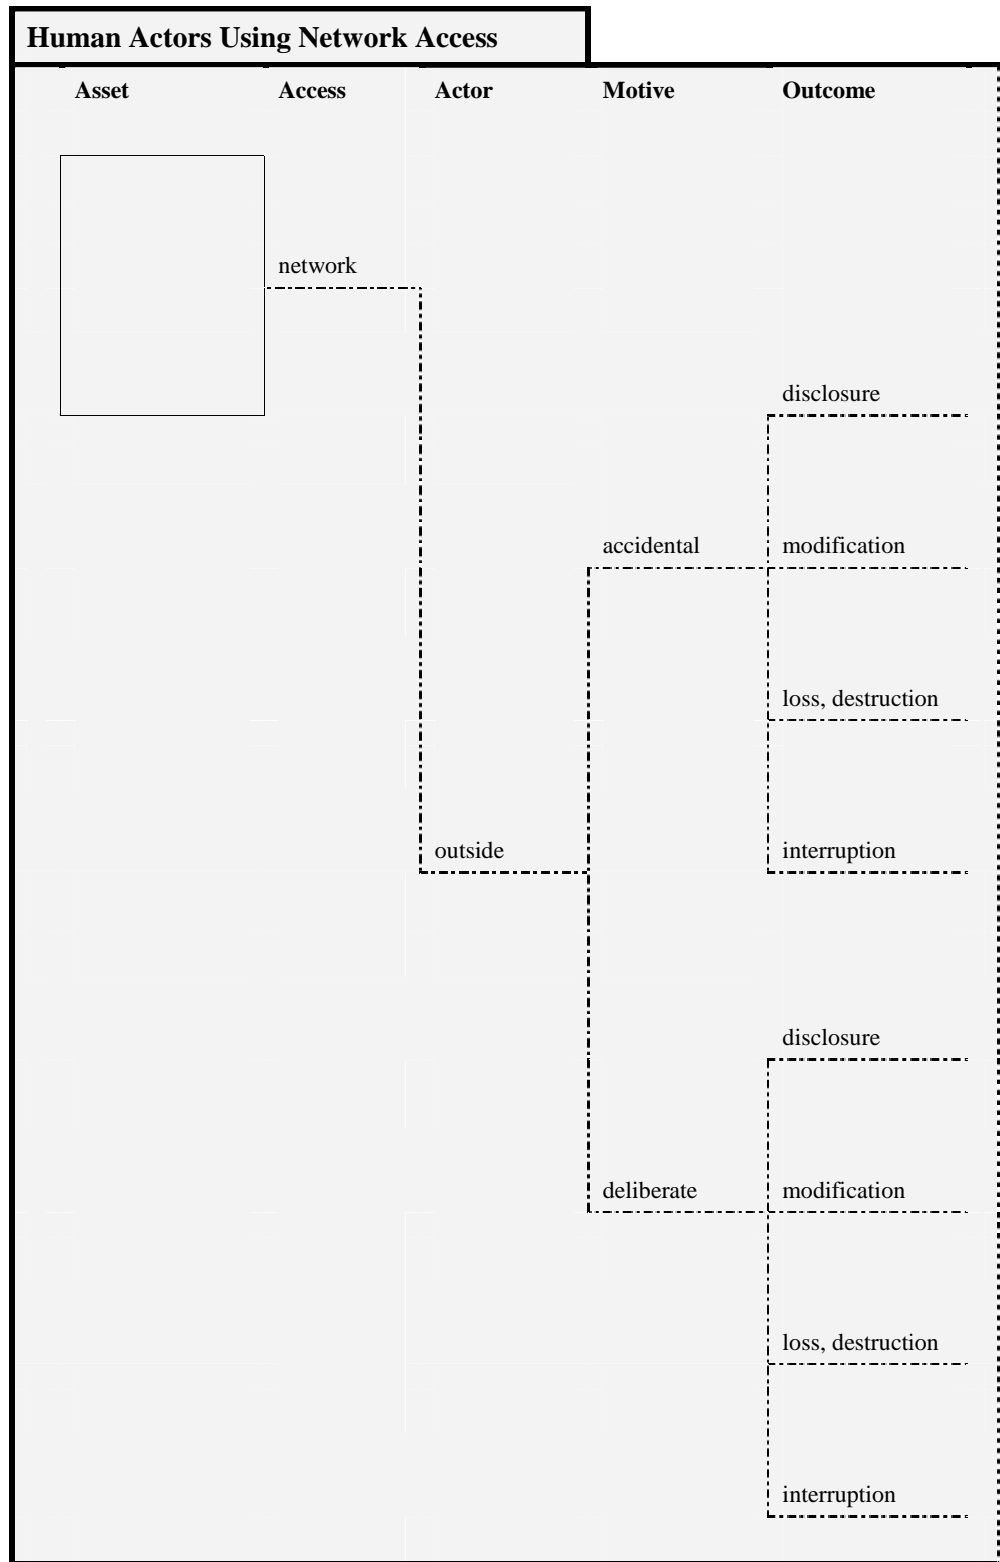 Human Actors Using Network Access
Asset Access Actor Motive Outcome
network
disclosure
accidental modification
loss, destruction
outside interruption
disclosure
deliberate modification
loss, destruction
interruption